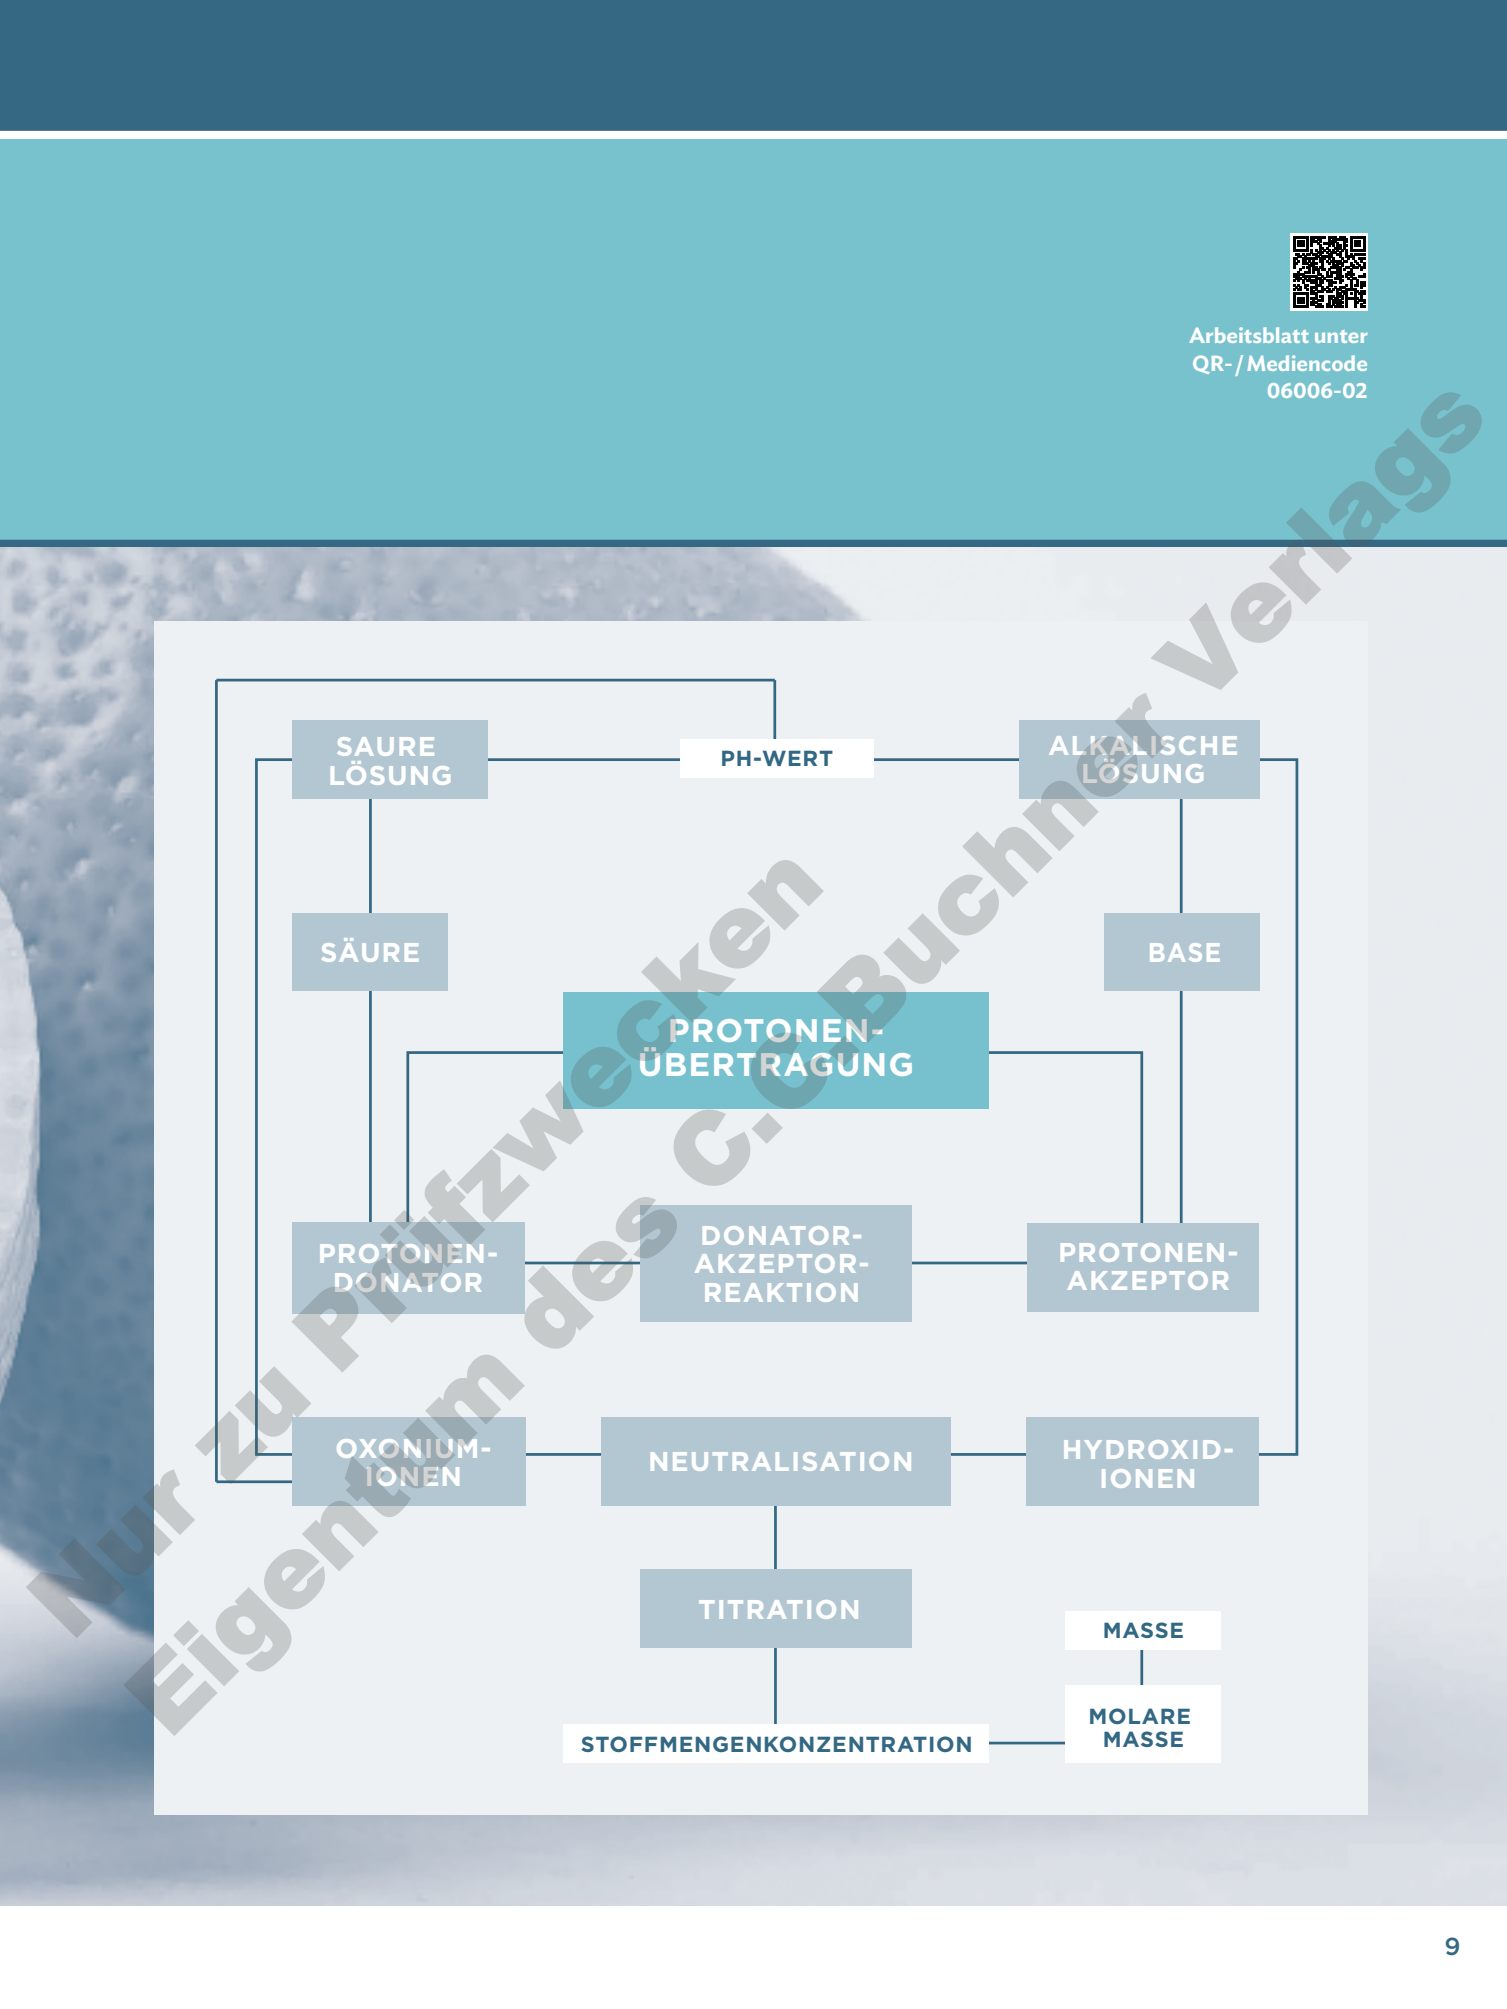 Arbeitsblatt unter
QR- / Mediencode
06006-02
SAURE
LÖSUNG
PH-WERT
ALKALISCHE
LÖSUNG
SÄURE
BASE
PROTONEN-
ÜBERTRAGUNG
PROTONEN-
DONATOR
DONATOR-
AKZEPTOR-
REAKTION
PROTONEN-
AKZEPTOR
OXONIUM-
IONEN
NEUTRALISATION
HYDROXID-
IONEN
TITRATION
MASSE
MOLARE
MASSE
STOFFMENGENKONZENTRATION
Nur zu Prüfzwecken
Eigentum des C.C.Buchner Verlags
9